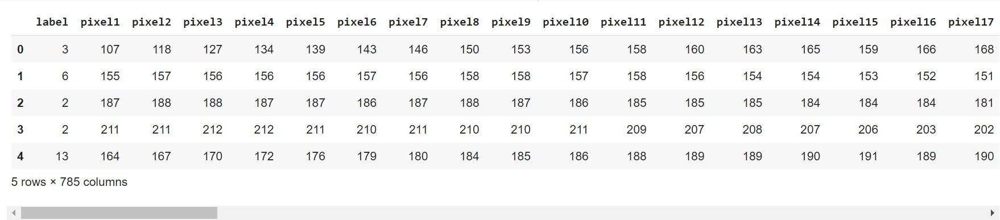 label pixel1 pixel2 pixel3 pixel4 pixel5 pixel6 pixel7 pixel8 pixel9 pixel10 pixel11 pixel12 pixel13 pixel14 pixel15 pixel16 pixel17
0 3 107 118 127 134 139 143 146 150 153 156 158 160 163 165 159 166 168
1 6 155 157 156 156 156 157 156 158 158 157 158 156 154 154 153 152 151
2 2 187 188 188 187 187 186 187 188 187 186 185 185 185 184 184 184 181
3 2 211 211 212 212 211 210 211 210 210 211 209 207 208 207 206 203 202
4 13 164 167 170 172 176 179 180 184 185 186 188 189 189 190 191 189 190
5 rows × 785 columns